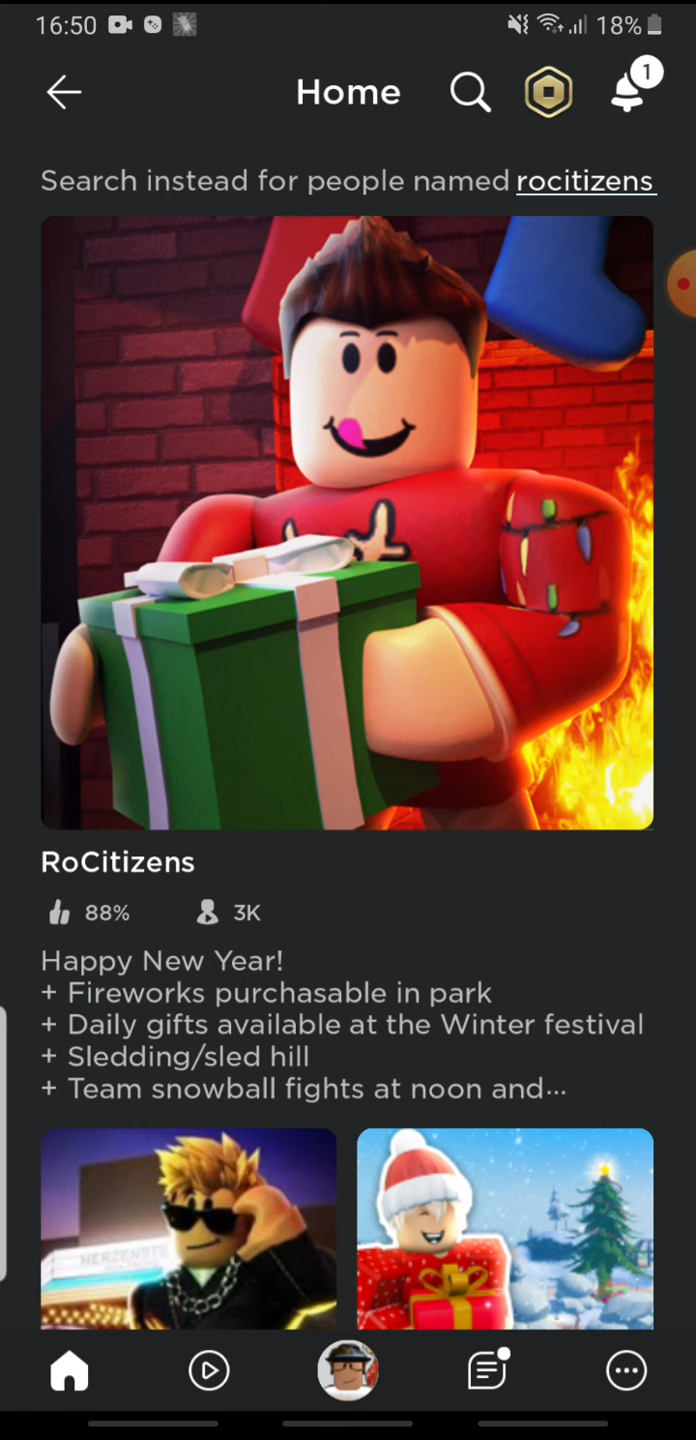 16:50 18%
Home 1
Search instead for people named rocitizens
RoCitizens
88% 3K
Happy New Year!
+ Fireworks purchasable in park
+ Daily gifts available at the Winter festival
+ Sledding/sled hill
+ Team snowball fights at noon and···